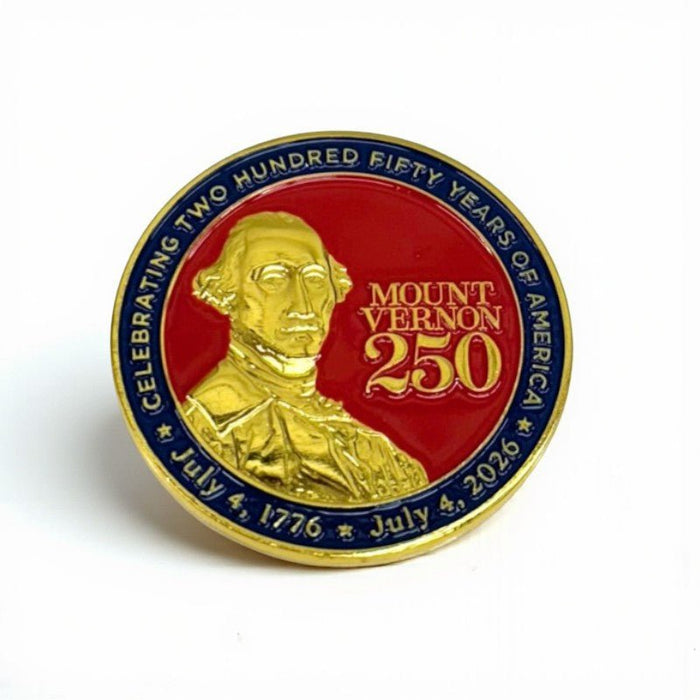 CELEBRATING TWO HUNDRED FIFTY YEARS OF AMERICA
MOUNT
VERNON
250
July 4, 1776 ★ July 4, 2026